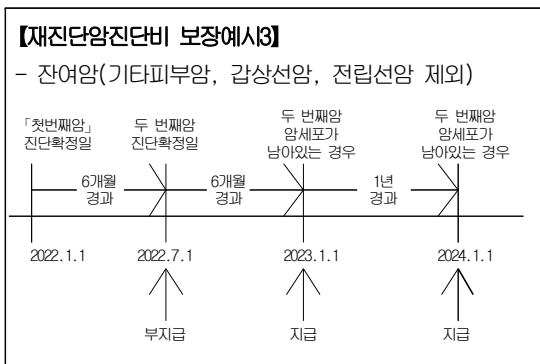 【재진단암진단비 보장예시3】
- 잔여암(기타피부암, 갑상선암, 전립선암 제외)
「첫번째암」
진단확정일
두 번째암
진단확정일
두 번째암
암세포가
남아있는 경우
두 번째암
암세포가
남아있는 경우
6개월
경과
6개월
경과
1년
경과
2022.1.1
2022.7.1
2023.1.1
2024.1.1
부지급
지급
지급